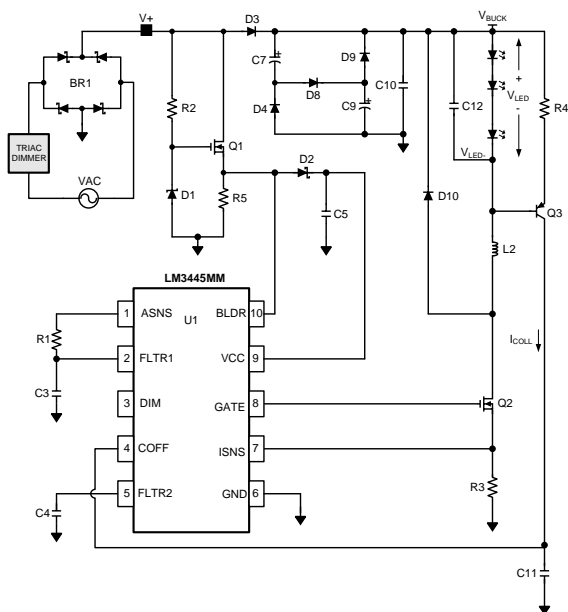 V+
D3
VBUCK
C7
+
D9
BR1
R2
D8
C10
C12
+
VLED
-
R4
D4
C9
+
TRIAC
DIMMER
Q1
VLED-
VAC
D1
R5
D2
C5
D10
Q3
L2
LM3445MM
U1
1
ASNS
BLDR
10
R1
2
FLTR1
VCC
9
ICOLL
C3
3
DIM
GATE
8
Q2
4
COFF
ISNS
7
R3
5
FLTR2
GND
6
C4
C11